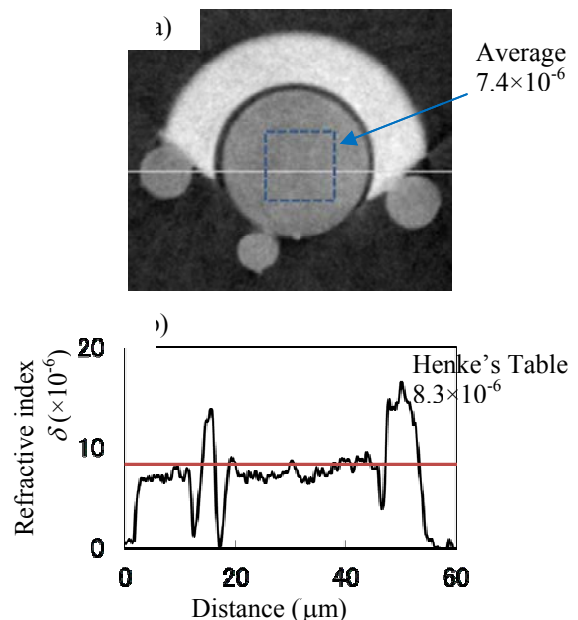 a)
Average
7.4×10⁻⁶
b)
Henke's Table
8.3×10⁻⁶
Refractive index
δ (×10⁻⁶)
20
10
0
0 20 40 60
Distance (μm)